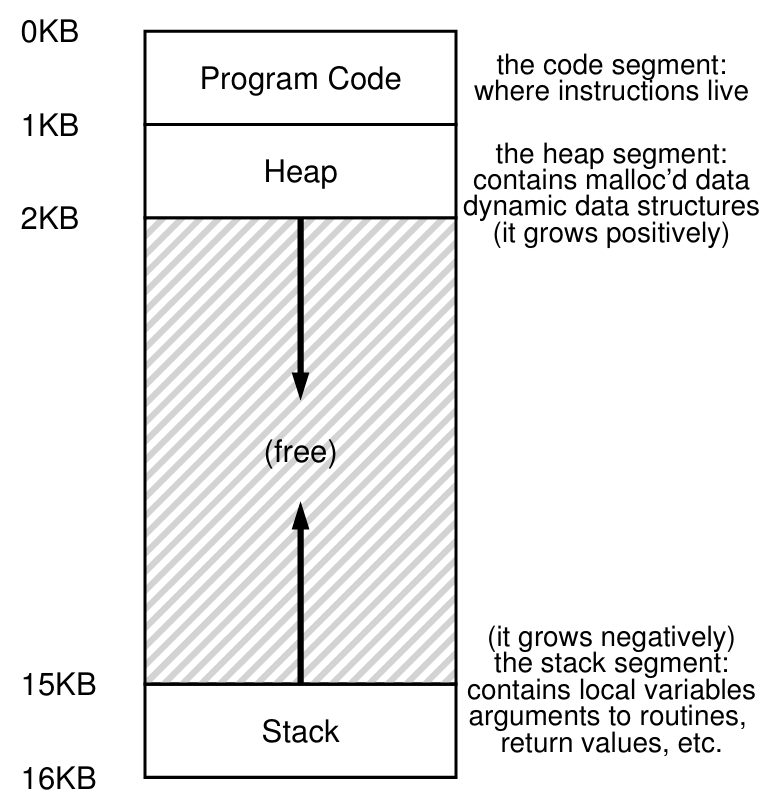 0KB
Program Code
the code segment:
where instructions live
1KB
Heap
the heap segment:
contains malloc'd data
dynamic data structures
(it grows positively)
2KB
(free)
(it grows negatively)
the stack segment:
contains local variables
arguments to routines,
return values, etc.
15KB
Stack
16KB